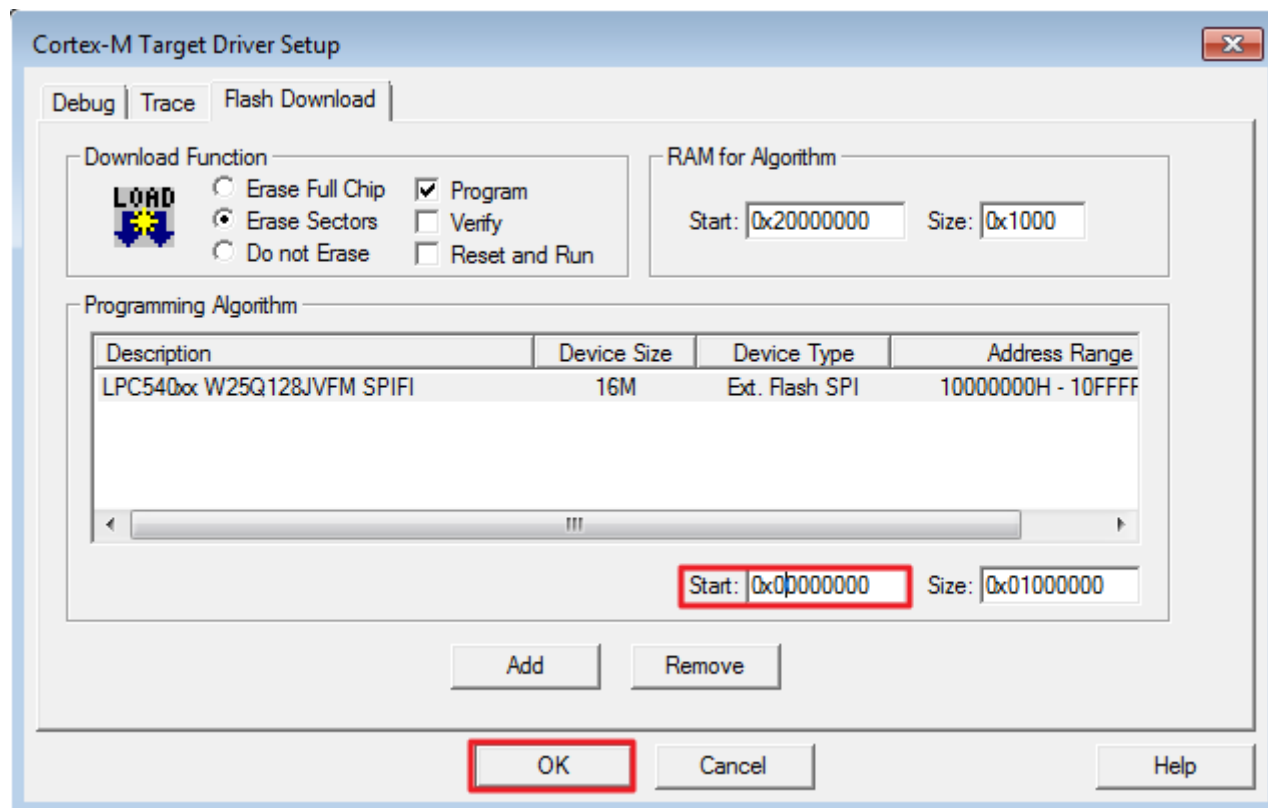 Cortex-M Target Driver Setup
Debug Trace Flash Download
Download Function
LOAD
Erase Full Chip
Erase Sectors
Do not Erase
Program
Verify
Reset and Run
RAM for Algorithm
Start: 0x20000000 Size: 0x1000
Programming Algorithm
Description Device Size Device Type Address Range
LPC540xx W25Q128JVFM SPIFI 16M Ext. Flash SPI 10000000H - 10FFFF
Start: 0x00000000 Size: 0x01000000
Add Remove
OK Cancel Help